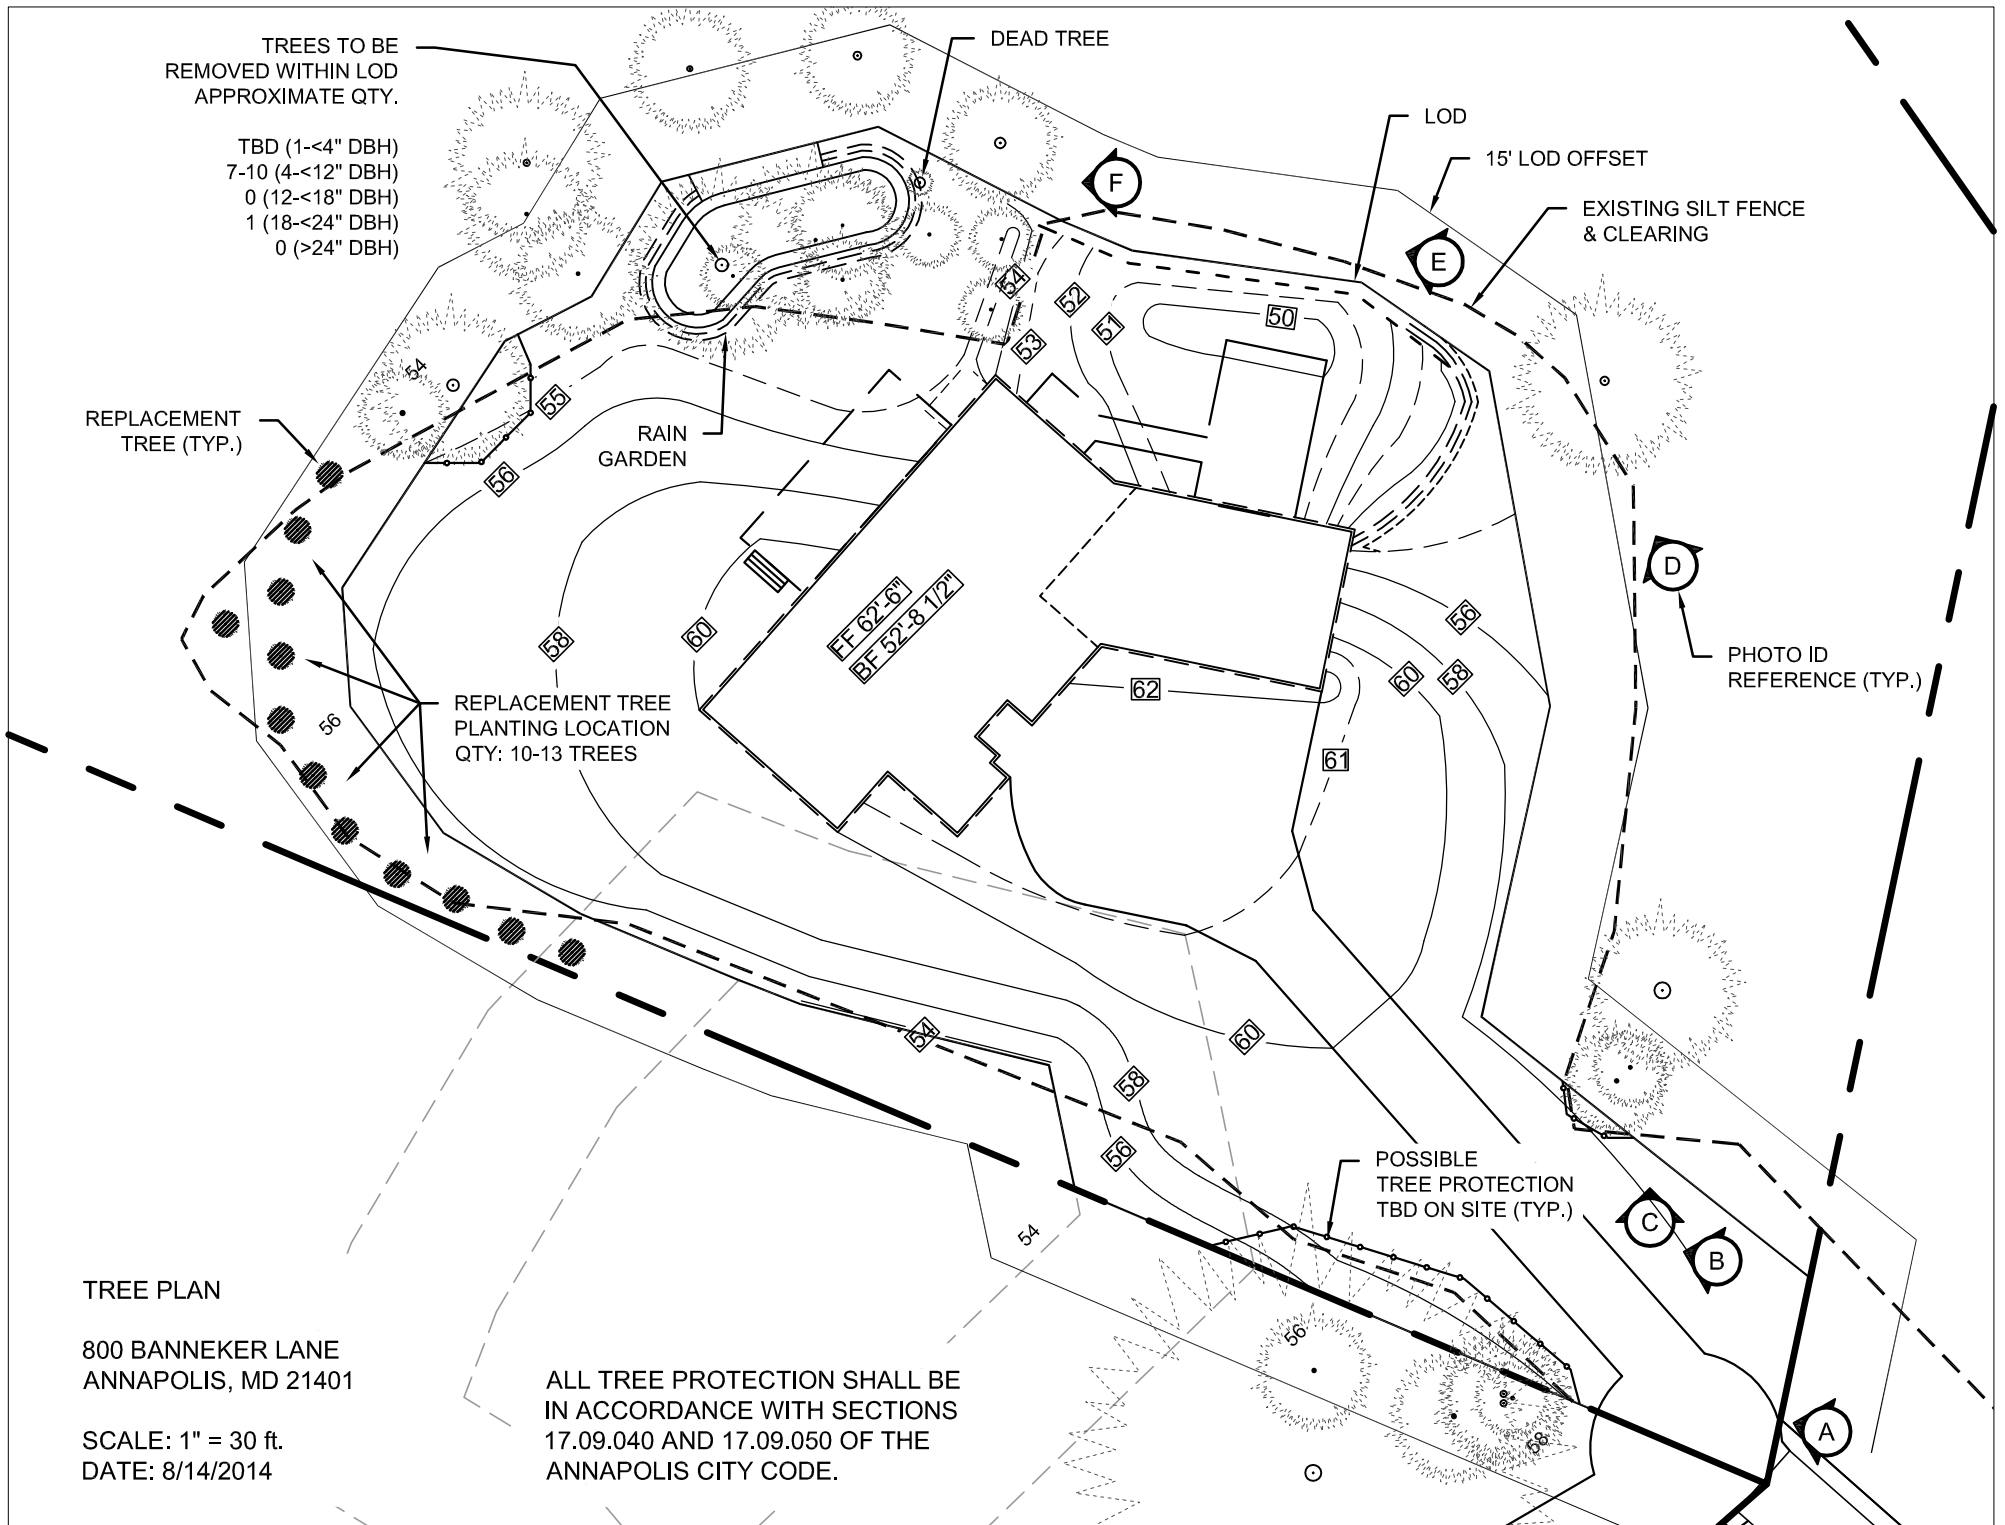 TREES TO BE
REMOVED WITHIN LOD
APPROXIMATE QTY.
TBD (1-<4" DBH)
7-10 (4-<12" DBH)
0 (12-<18" DBH)
1 (18-<24" DBH)
0 (>24" DBH)
DEAD TREE
LOD
15' LOD OFFSET
EXISTING SILT FENCE
& CLEARING
F
E
D
PHOTO ID
REFERENCE (TYP.)
REPLACEMENT
TREE (TYP.)
RAIN
GARDEN
54
55
56
58
60
54
53
52
51
50
FF 62'-6"
BF 52'-8 1/2"
62
61
60
58
56
56
REPLACEMENT TREE
PLANTING LOCATION
QTY: 10-13 TREES
54
60
58
56
54
POSSIBLE
TREE PROTECTION
TBD ON SITE (TYP.)
C
B
A
56
58
TREE PLAN
800 BANNEKER LANE
ANNAPOLIS, MD 21401
SCALE: 1" = 30 ft.
DATE: 8/14/2014
ALL TREE PROTECTION SHALL BE
IN ACCORDANCE WITH SECTIONS
17.09.040 AND 17.09.050 OF THE
ANNAPOLIS CITY CODE.